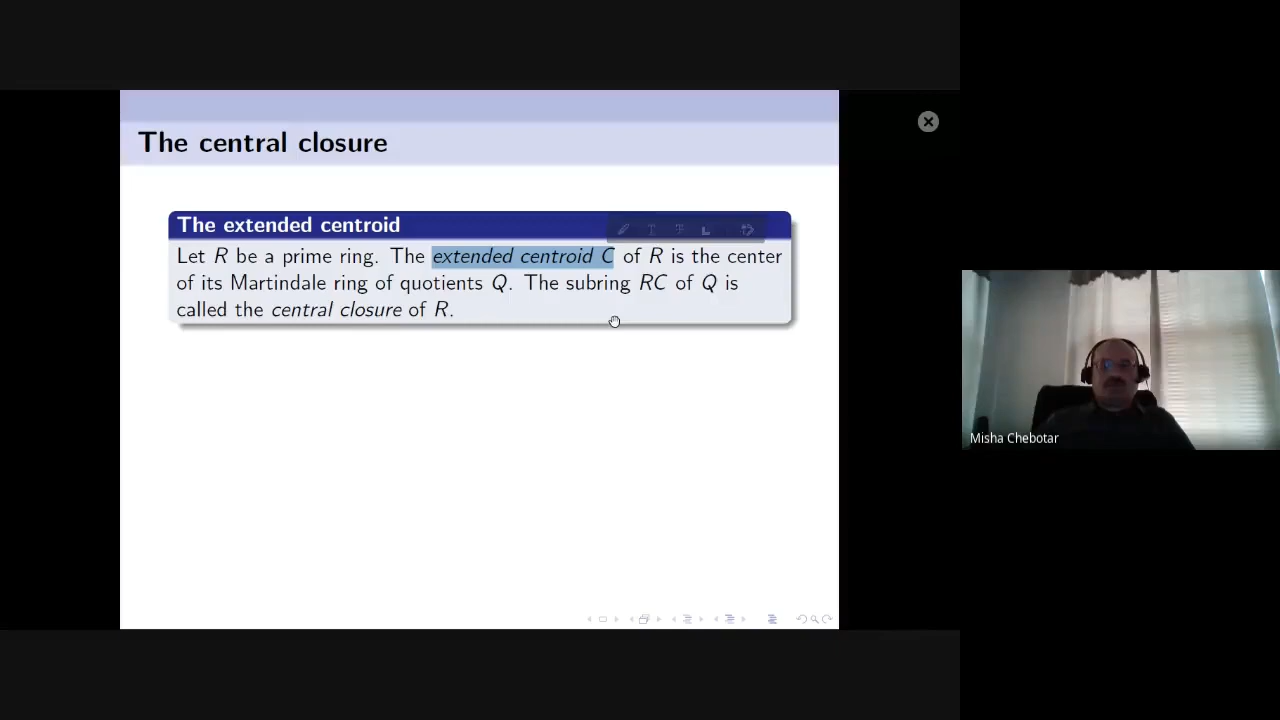 The central closure
The extended centroid
Let R be a prime ring. The extended centroid C of R is the center
of its Martindale ring of quotients Q. The subring RC of Q is
called the central closure of R.
Misha Chebotar